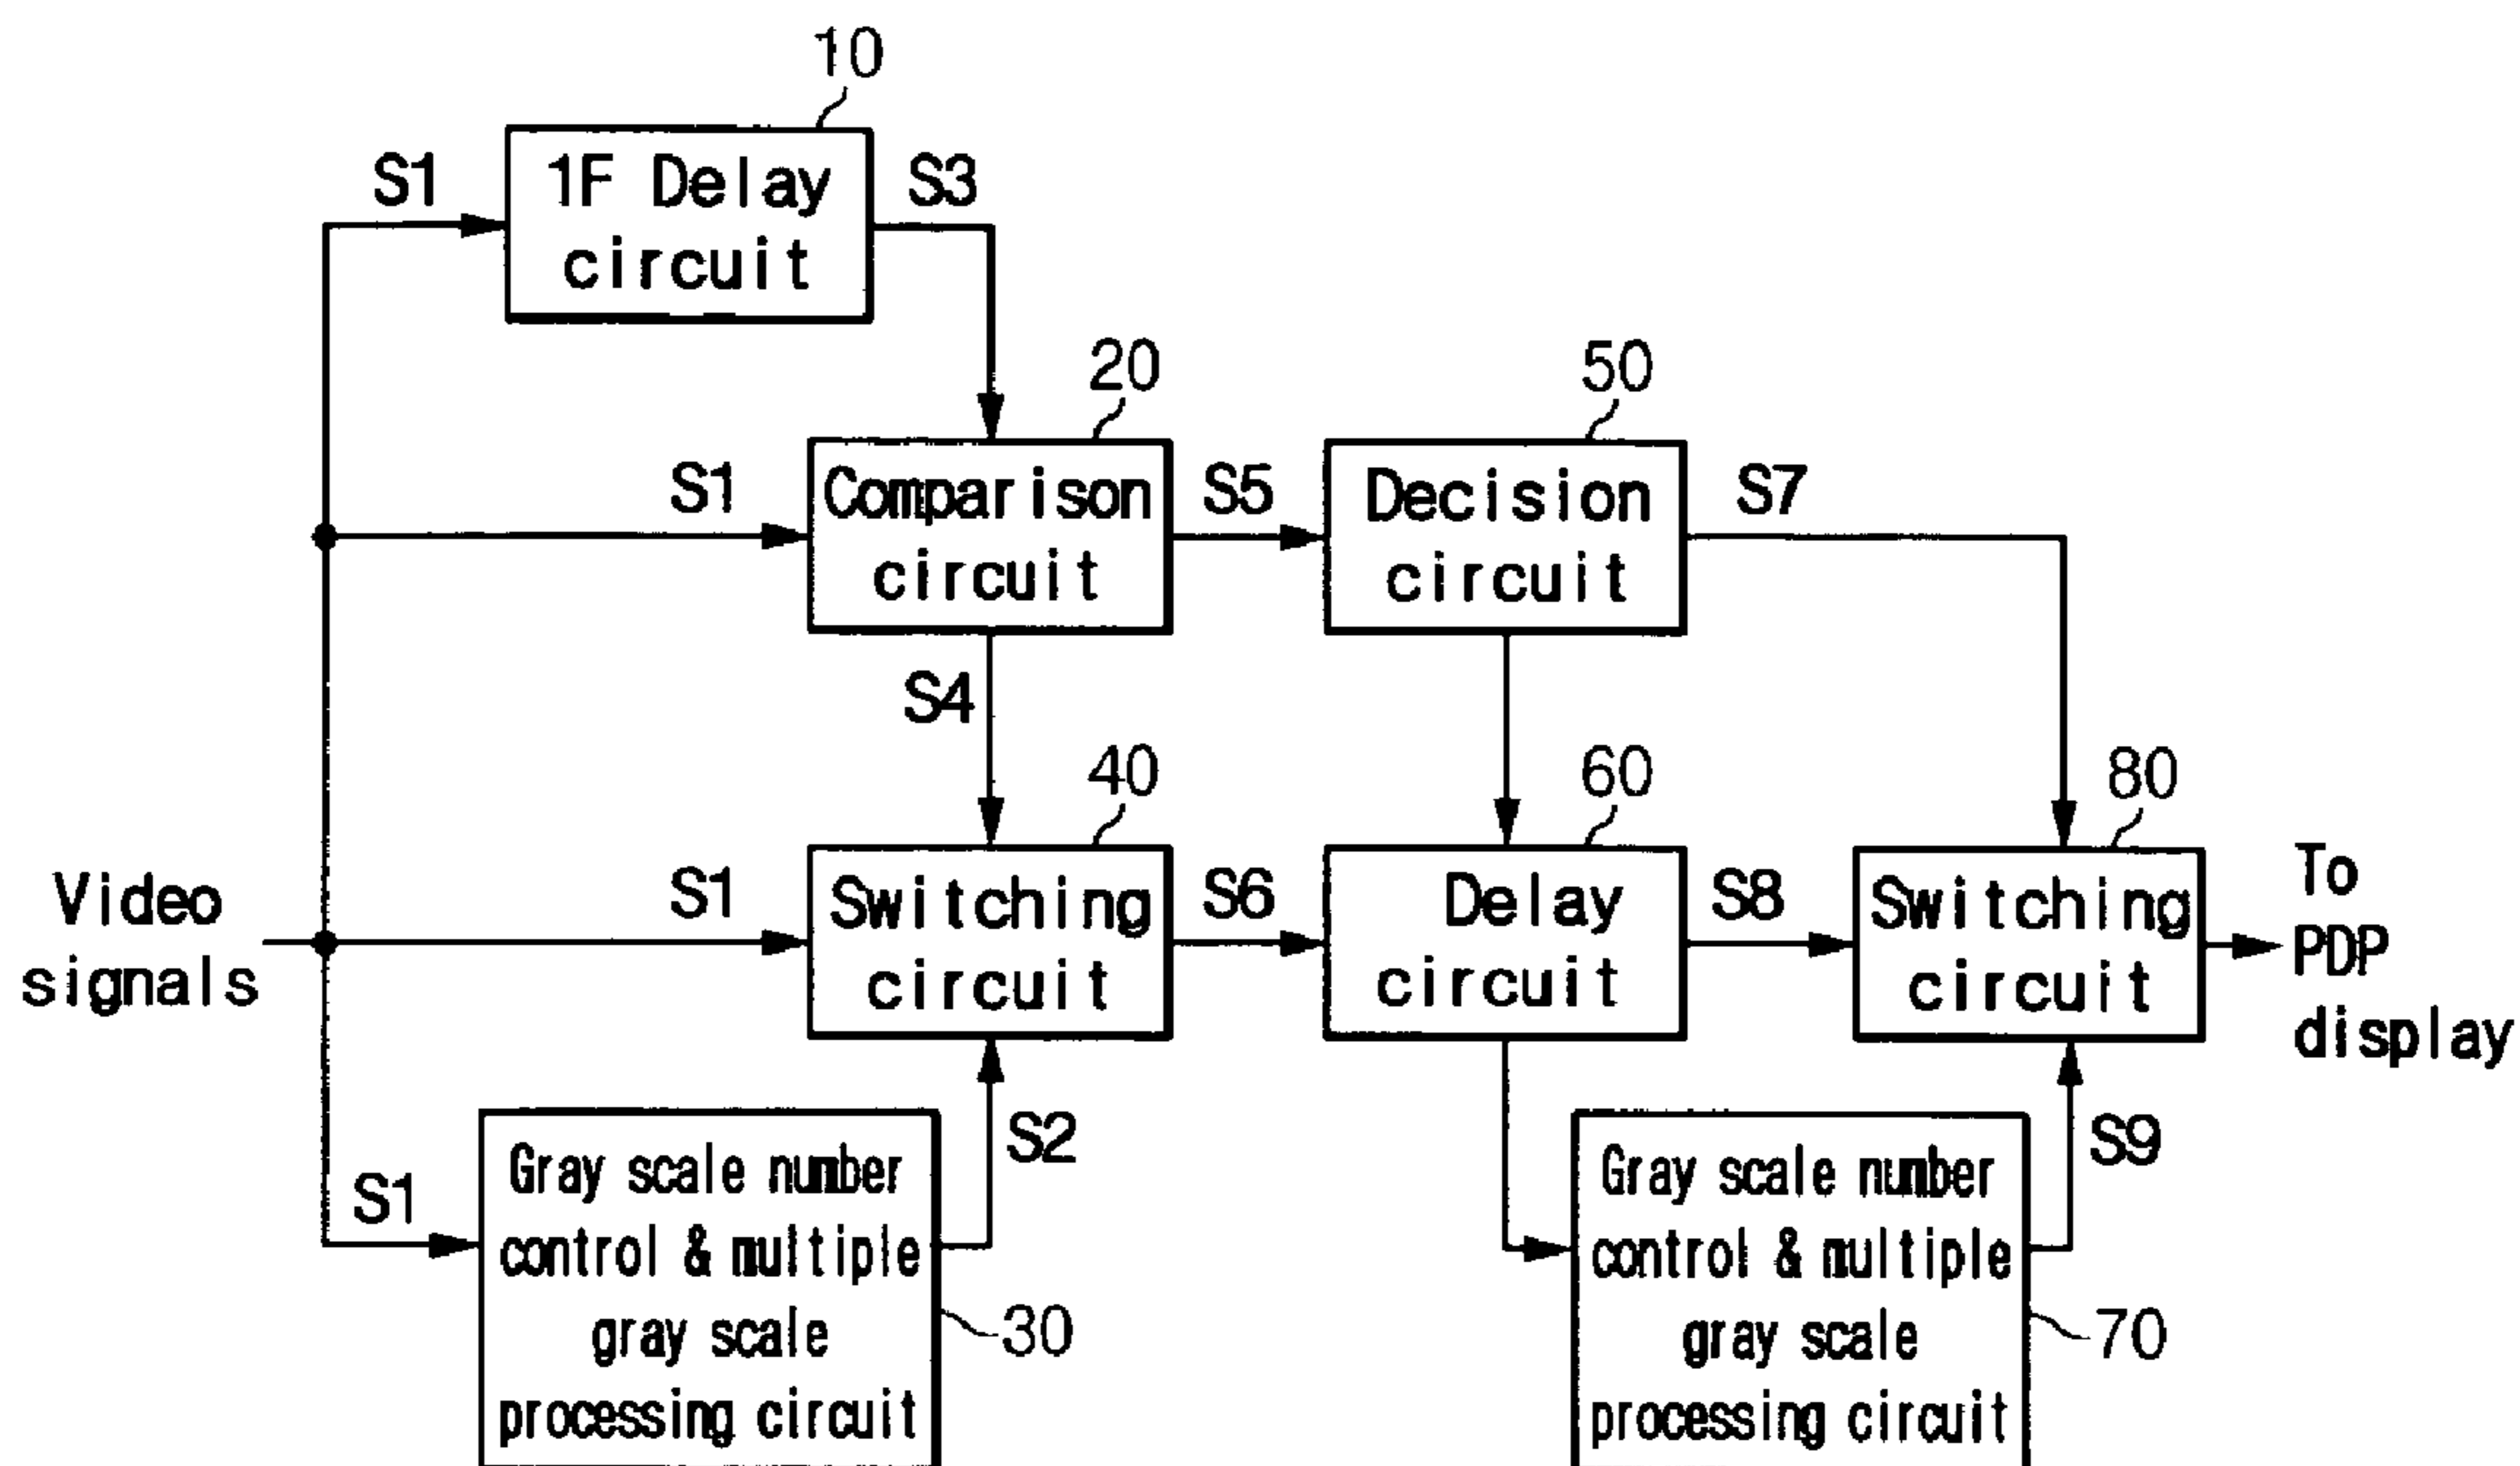 10
S1
1F Delay
circuit
S3
20
50
S1
Comparison
circuit
S5
Decision
circuit
S7
S4
40
60
80
Video
signals
S1
Switching
circuit
S6
Delay
circuit
S8
Switching
circuit
To
PDP
display
S1
Gray scale number
control & multiple
gray scale
processing circuit
S2
30
Gray scale number
control & multiple
gray scale
processing circuit
S9
70